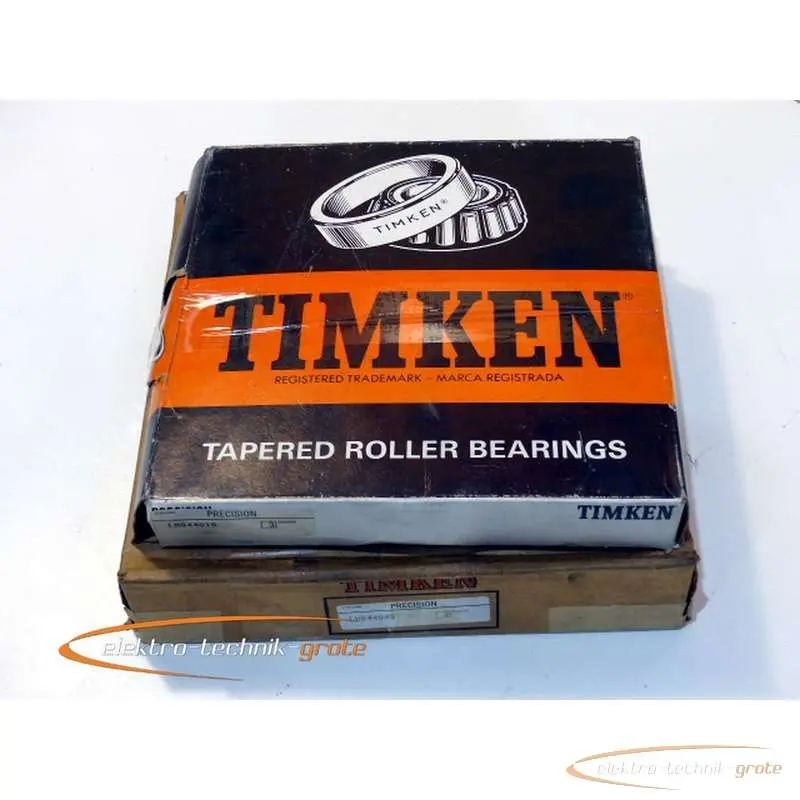 TIMKEN®
TIMKEN®
REGISTERED TRADEMARK – MARCA REGISTRADA
TAPERED ROLLER BEARINGS
PRECISION
PRECISION
TIMKEN
TIMKEN
PRECISION
elektro-technik-grote
elektro-technik-grote